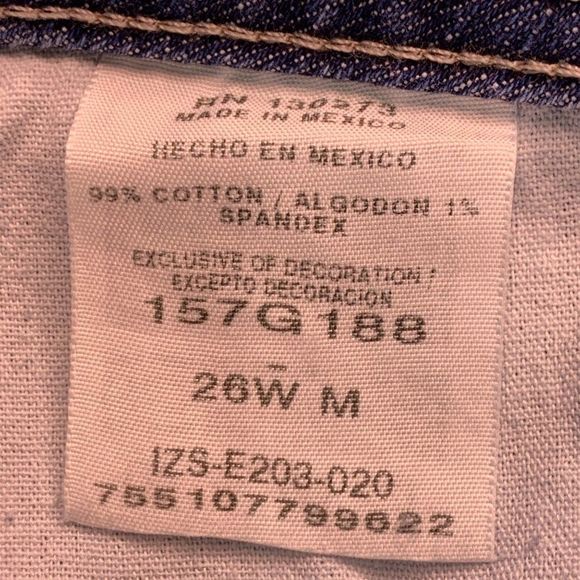 RN 130273
MADE IN MEXICO
HECHO EN MEXICO
99% COTTON / ALGODON 1%
SPANDEX
EXCLUSIVE OF DECORATION /
EXCEPTO DECORACION
157G188
26W M
IZS-E203-020
755107799622